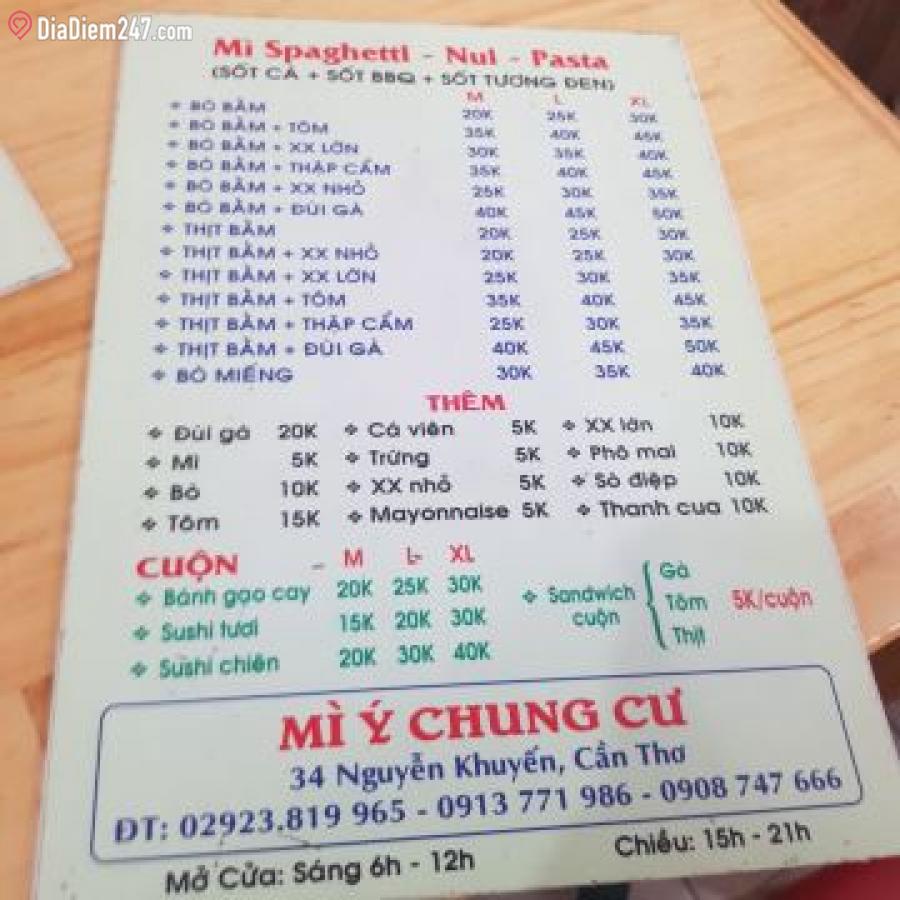 DiaDiem247.com
Mì Spaghetti - Nui - Pasta
(SỐT CÀ + SỐT BBQ + SỐT TƯƠNG ĐEN)
M L XL
❖ BÒ BẰM 20K 25K 30K
❖ BÒ BẰM + TÔM 35K 40K 45K
❖ BÒ BẰM + XX LỚN 30K 35K 40K
❖ BÒ BẰM + THẬP CẨM 35K 40K 45K
❖ BÒ BẰM + XX NHỎ 25K 30K 35K
❖ BÒ BẰM + ĐÙI GÀ 40K 45K 50K
❖ THỊT BẰM 20K 25K 30K
❖ THỊT BẰM + XX NHỎ 20K 25K 30K
❖ THỊT BẰM + XX LỚN 25K 30K 35K
❖ THỊT BẰM + TÔM 35K 40K 45K
❖ THỊT BẰM + THẬP CẨM 25K 30K 35K
❖ THỊT BẰM + ĐÙI GÀ 40K 45K 50K
❖ BÒ MIẾNG 30K 35K 40K
THÊM
❖ Đùi gà 20K ❖ Cá viên 5K ❖ XX lớn 10K
❖ Mì 5K ❖ Trứng 5K ❖ Phô mai 10K
❖ Bò 10K ❖ XX nhỏ 5K ❖ Sò điệp 10K
❖ Tôm 15K ❖ Mayonnaise 5K ❖ Thanh cua 10K
CUỘN - M L XL
❖ Bánh gạo cay 20K 25K 30K
❖ Sushi tươi 15K 20K 30K
❖ Sushi chiên 20K 30K 40K
❖ Sandwich cuộn { Gà Tôm Thịt 5K/cuộn
MÌ Ý CHUNG CƯ
34 Nguyễn Khuyến, Cần Thơ
ĐT: 02923.819 965 - 0913 771 986 - 0908 747 666
Mở Cửa: Sáng 6h - 12h Chiều: 15h - 21h